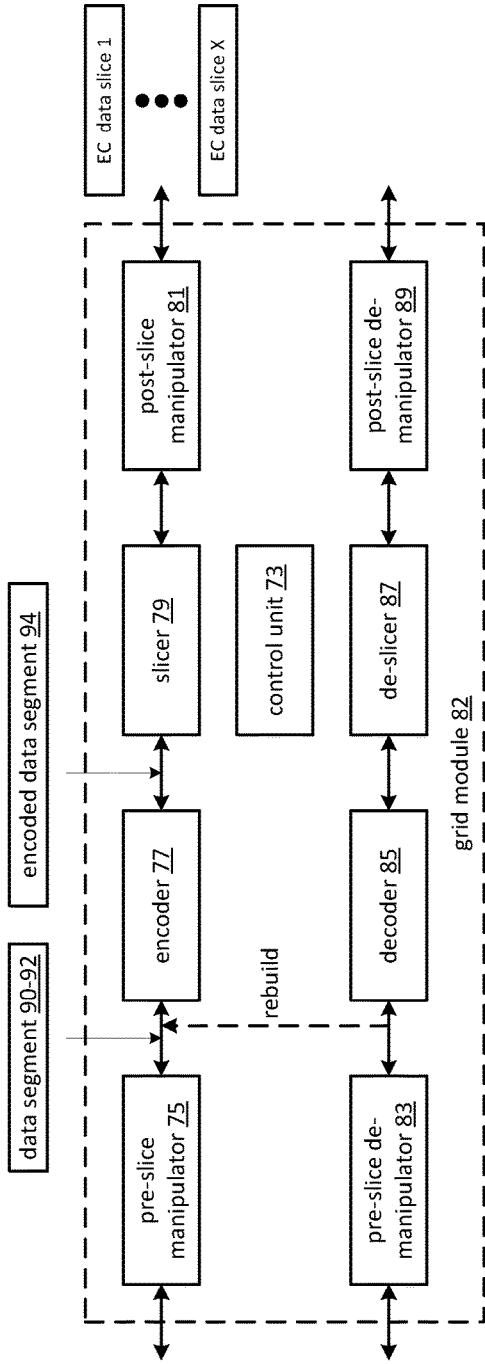 data segment 90-92
encoded data segment 94
EC data slice 1
EC data slice X
pre-slice
manipulator 75
encoder 77
slicer 79
post-slice
manipulator 81
rebuild
control unit 73
pre-slice de-
manipulator 83
decoder 85
de-slicer 87
post-slice de-
manipulator 89
grid module 82